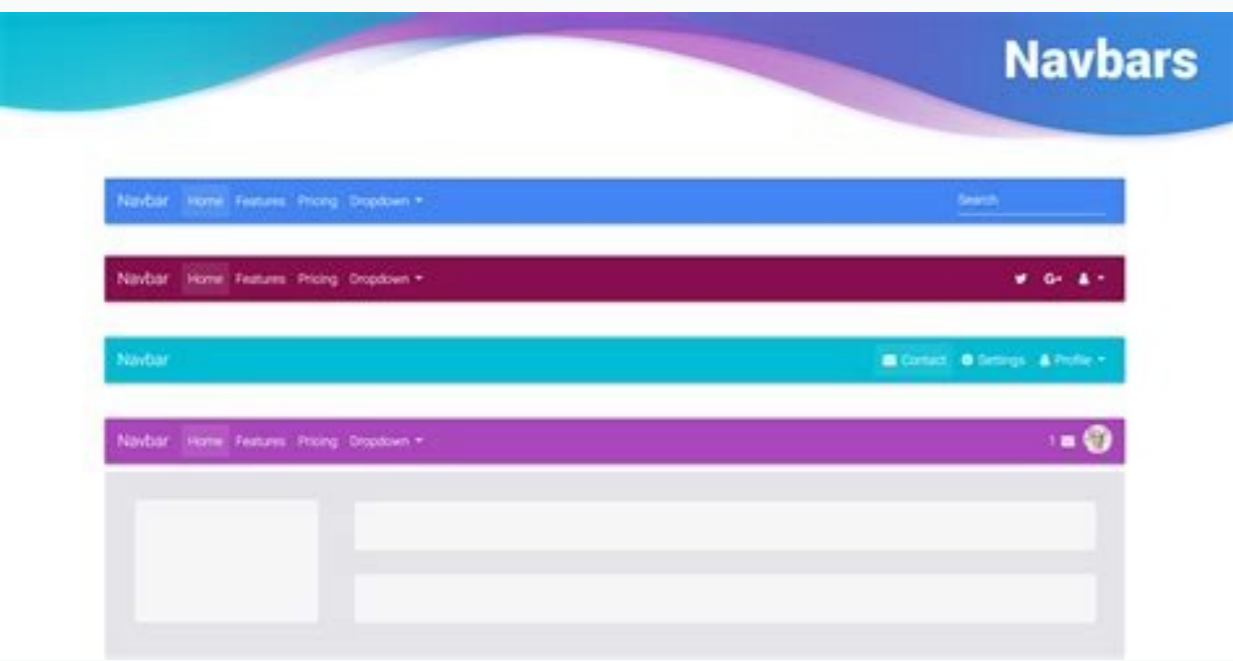 Navbars
Navbar Home Features Pricing Dropdown Search
Navbar Home Features Pricing Dropdown G+
Navbar Contact Settings Profile
Navbar Home Features Pricing Dropdown 1